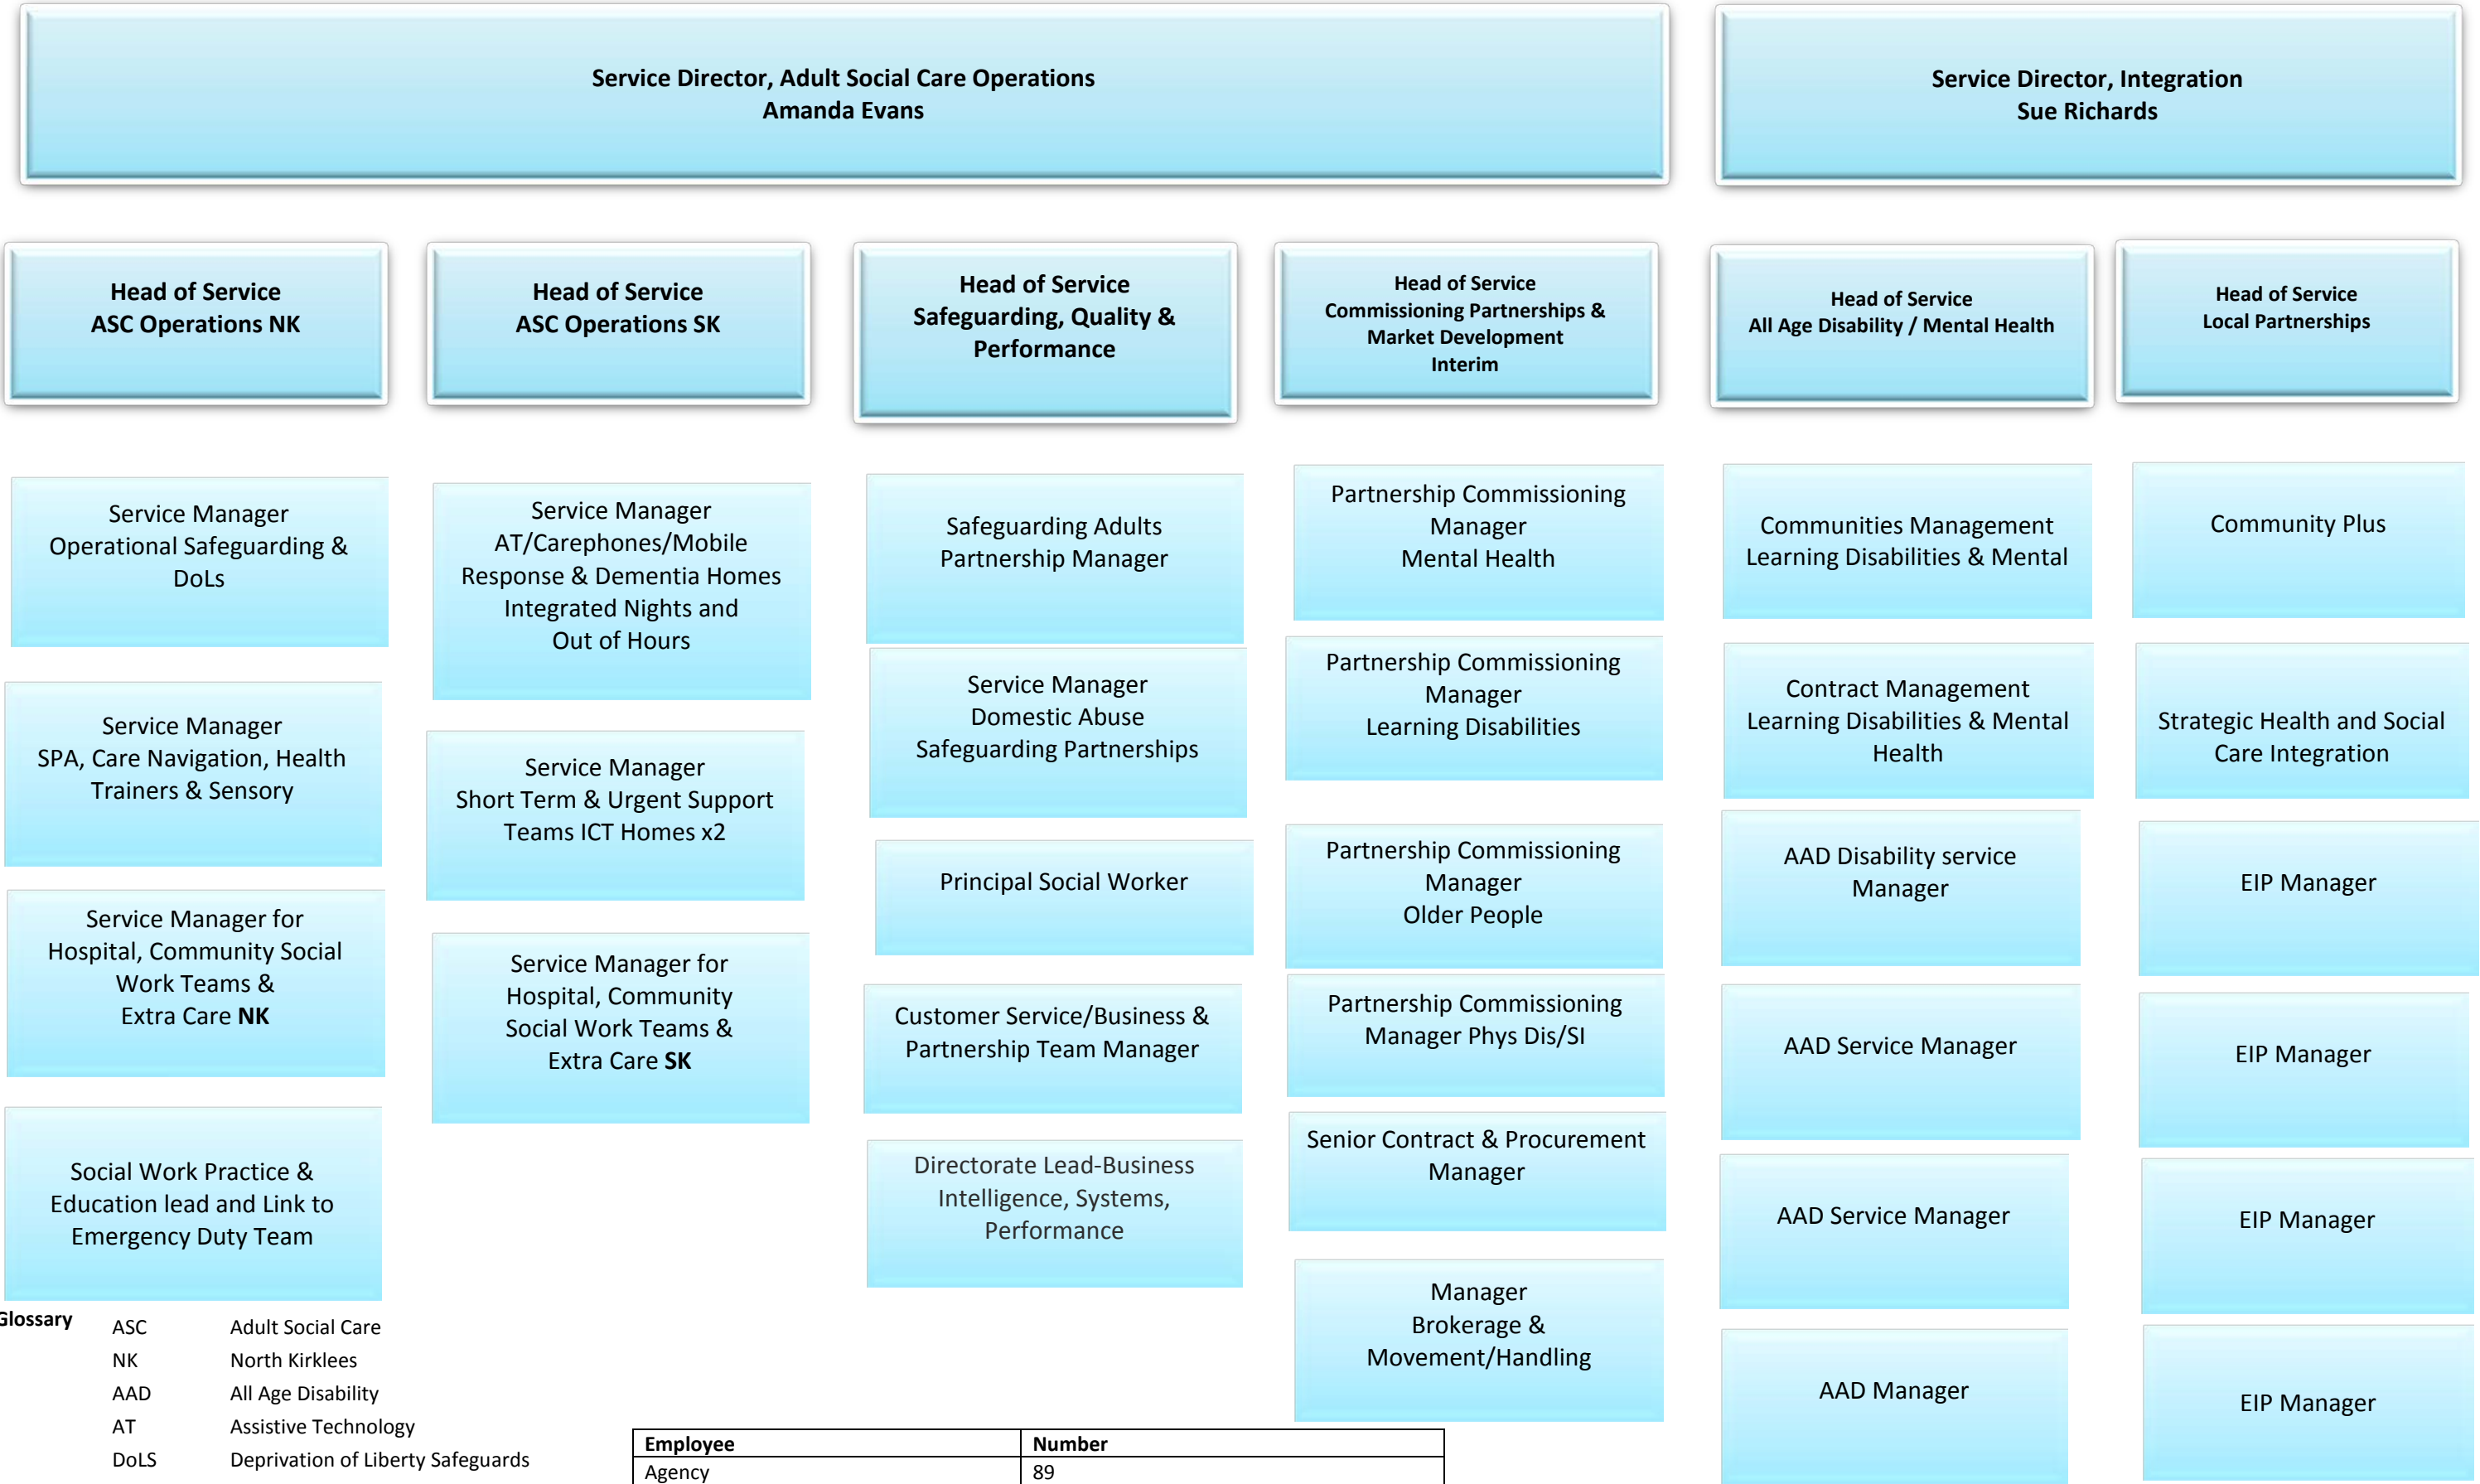 Service Director, Adult Social Care Operations
Amanda Evans
Service Director, Integration
Sue Richards
Head of Service
ASC Operations NK
Head of Service
ASC Operations SK
Head of Service
Safeguarding, Quality &
Performance
Head of Service
Commissioning Partnerships &
Market Development
Interim
Head of Service
All Age Disability / Mental Health
Head of Service
Local Partnerships
Service Manager
Operational Safeguarding &
DoLs
Service Manager
SPA, Care Navigation, Health
Trainers & Sensory
Service Manager for
Hospital, Community Social
Work Teams &
Extra Care NK
Social Work Practice &
Education lead and Link to
Emergency Duty Team
Service Manager
AT/Carephones/Mobile
Response & Dementia Homes
Integrated Nights and
Out of Hours
Service Manager
Short Term & Urgent Support
Teams ICT Homes x2
Service Manager for
Hospital, Community
Social Work Teams &
Extra Care SK
Safeguarding Adults
Partnership Manager
Service Manager
Domestic Abuse
Safeguarding Partnerships
Principal Social Worker
Customer Service/Business &
Partnership Team Manager
Directorate Lead-Business
Intelligence, Systems,
Performance
Partnership Commissioning
Manager
Mental Health
Partnership Commissioning
Manager
Learning Disabilities
Partnership Commissioning
Manager
Older People
Partnership Commissioning
Manager Phys Dis/SI
Senior Contract & Procurement
Manager
Manager
Brokerage &
Movement/Handling
Communities Management
Learning Disabilities & Mental
Contract Management
Learning Disabilities & Mental
Health
AAD Disability service
Manager
AAD Service Manager
AAD Service Manager
AAD Manager
Community Plus
Strategic Health and Social
Care Integration
EIP Manager
EIP Manager
EIP Manager
EIP Manager
Glossary
ASC Adult Social Care
NK North Kirklees
AAD All Age Disability
AT Assistive Technology
DoLS Deprivation of Liberty Safeguards
Employee Number
Agency 89